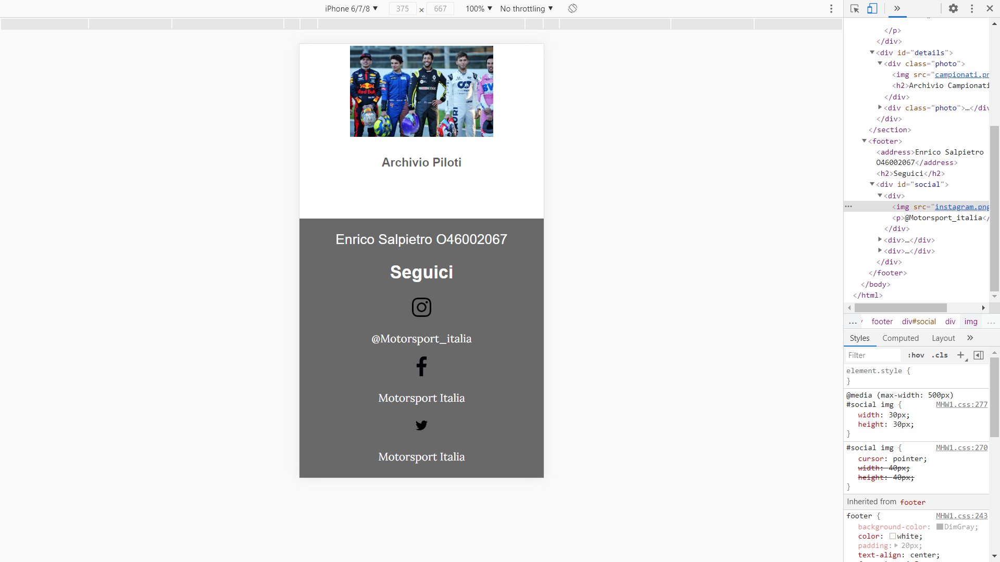 iPhone 6/7/8 ▼ 375 × 667 100% ▼ No throttling ▼
Red Bull
Archivio Piloti
Enrico Salpietro O46002067
Seguici
@Motorsport_italia
Motorsport Italia
Motorsport Italia
</p>
</div>
<div id="details">
<div class="photo">
<img src="campionati.pn
<h2>Archivio Campionati
</div>
<div class="photo">…</div
</div>
</section>
<footer>
<address>Enrico Salpietro
O46002067</address>
<h2>Seguici</h2>
<div id="social">
<div>
<img src="instagram.png
<p>@Motorsport_italia</
</div>
<div>…</div>
<div>…</div>
</div>
</footer>
</body>
</html>
... footer div#social div img ...
Styles Computed Layout »
Filter :hov .cls +
element.style {
}
@media (max-width: 500px)
#social img { MHW1.css:277
width: 30px;
height: 30px;
}
#social img { MHW1.css:270
cursor: pointer;
width: 40px;
height: 40px;
}
Inherited from footer
footer { MHW1.css:243
background-color: DimGray;
color: white;
padding: 20px;
text-align: center;